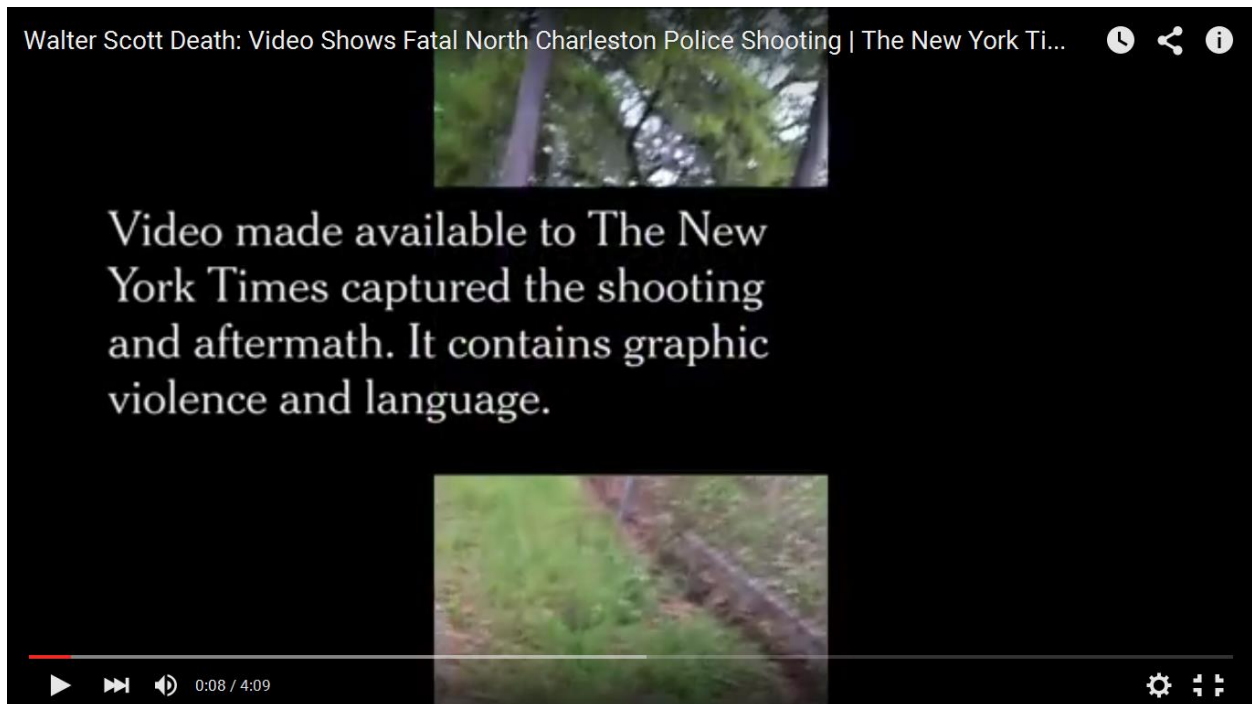 Walter Scott Death: Video Shows Fatal North Charleston Police Shooting | The New York Ti...
Video made available to The New
York Times captured the shooting
and aftermath. It contains graphic
violence and language.
0:08 / 4:09